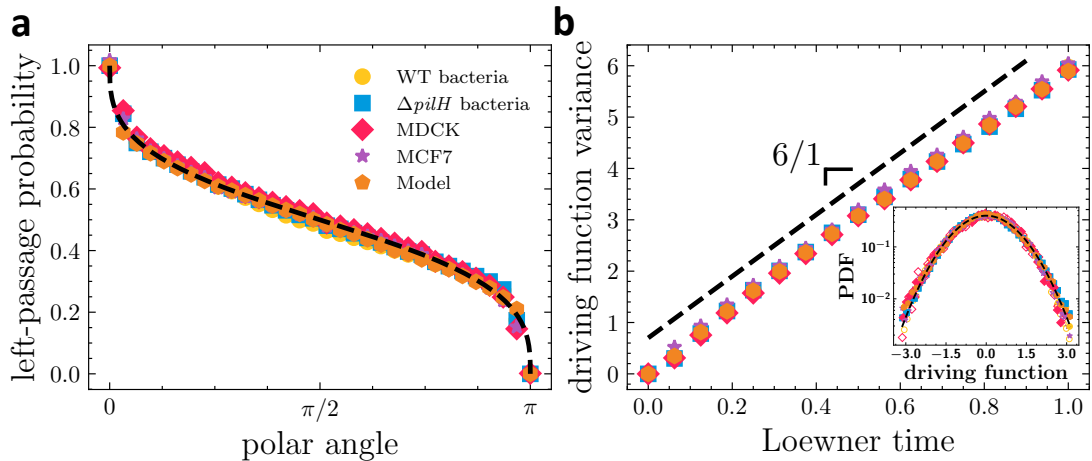 a
left-passage probability
1.0
0.8
0.6
0.4
0.2
0.0
WT bacteria
ΔpilH bacteria
MDCK
MCF7
Model
0
π/2
π
polar angle
b
driving function variance
6
5
4
3
2
1
0
6/1
0.0
0.2
0.4
0.6
0.8
1.0
Loewner time
PDF
10⁻¹
10⁻²
−3.0
−1.5
0.0
1.5
3.0
driving function